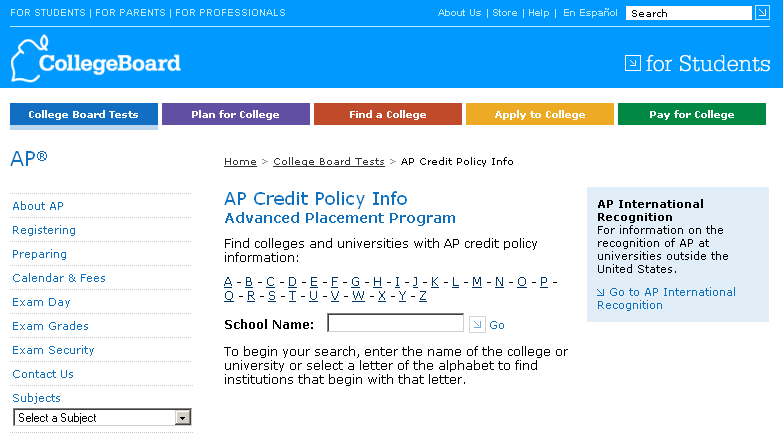 FOR STUDENTS | FOR PARENTS | FOR PROFESSIONALS
About Us | Store | Help | En Español
Search
CollegeBoard
for Students
College Board Tests
Plan for College
Find a College
Apply to College
Pay for College
AP®
About AP
Registering
Preparing
Calendar & Fees
Exam Day
Exam Grades
Exam Security
Contact Us
Subjects
Select a Subject
Home > College Board Tests > AP Credit Policy Info
AP Credit Policy Info
Advanced Placement Program
Find colleges and universities with AP credit policy
information:
A - B - C - D - E - F - G - H - I - J - K - L - M - N - O - P -
Q - R - S - T - U - V - W - X - Y - Z
School Name:
Go
To begin your search, enter the name of the college or
university or select a letter of the alphabet to find
institutions that begin with that letter.
AP International
Recognition
For information on the
recognition of AP at
universities outside the
United States.
Go to AP International
Recognition